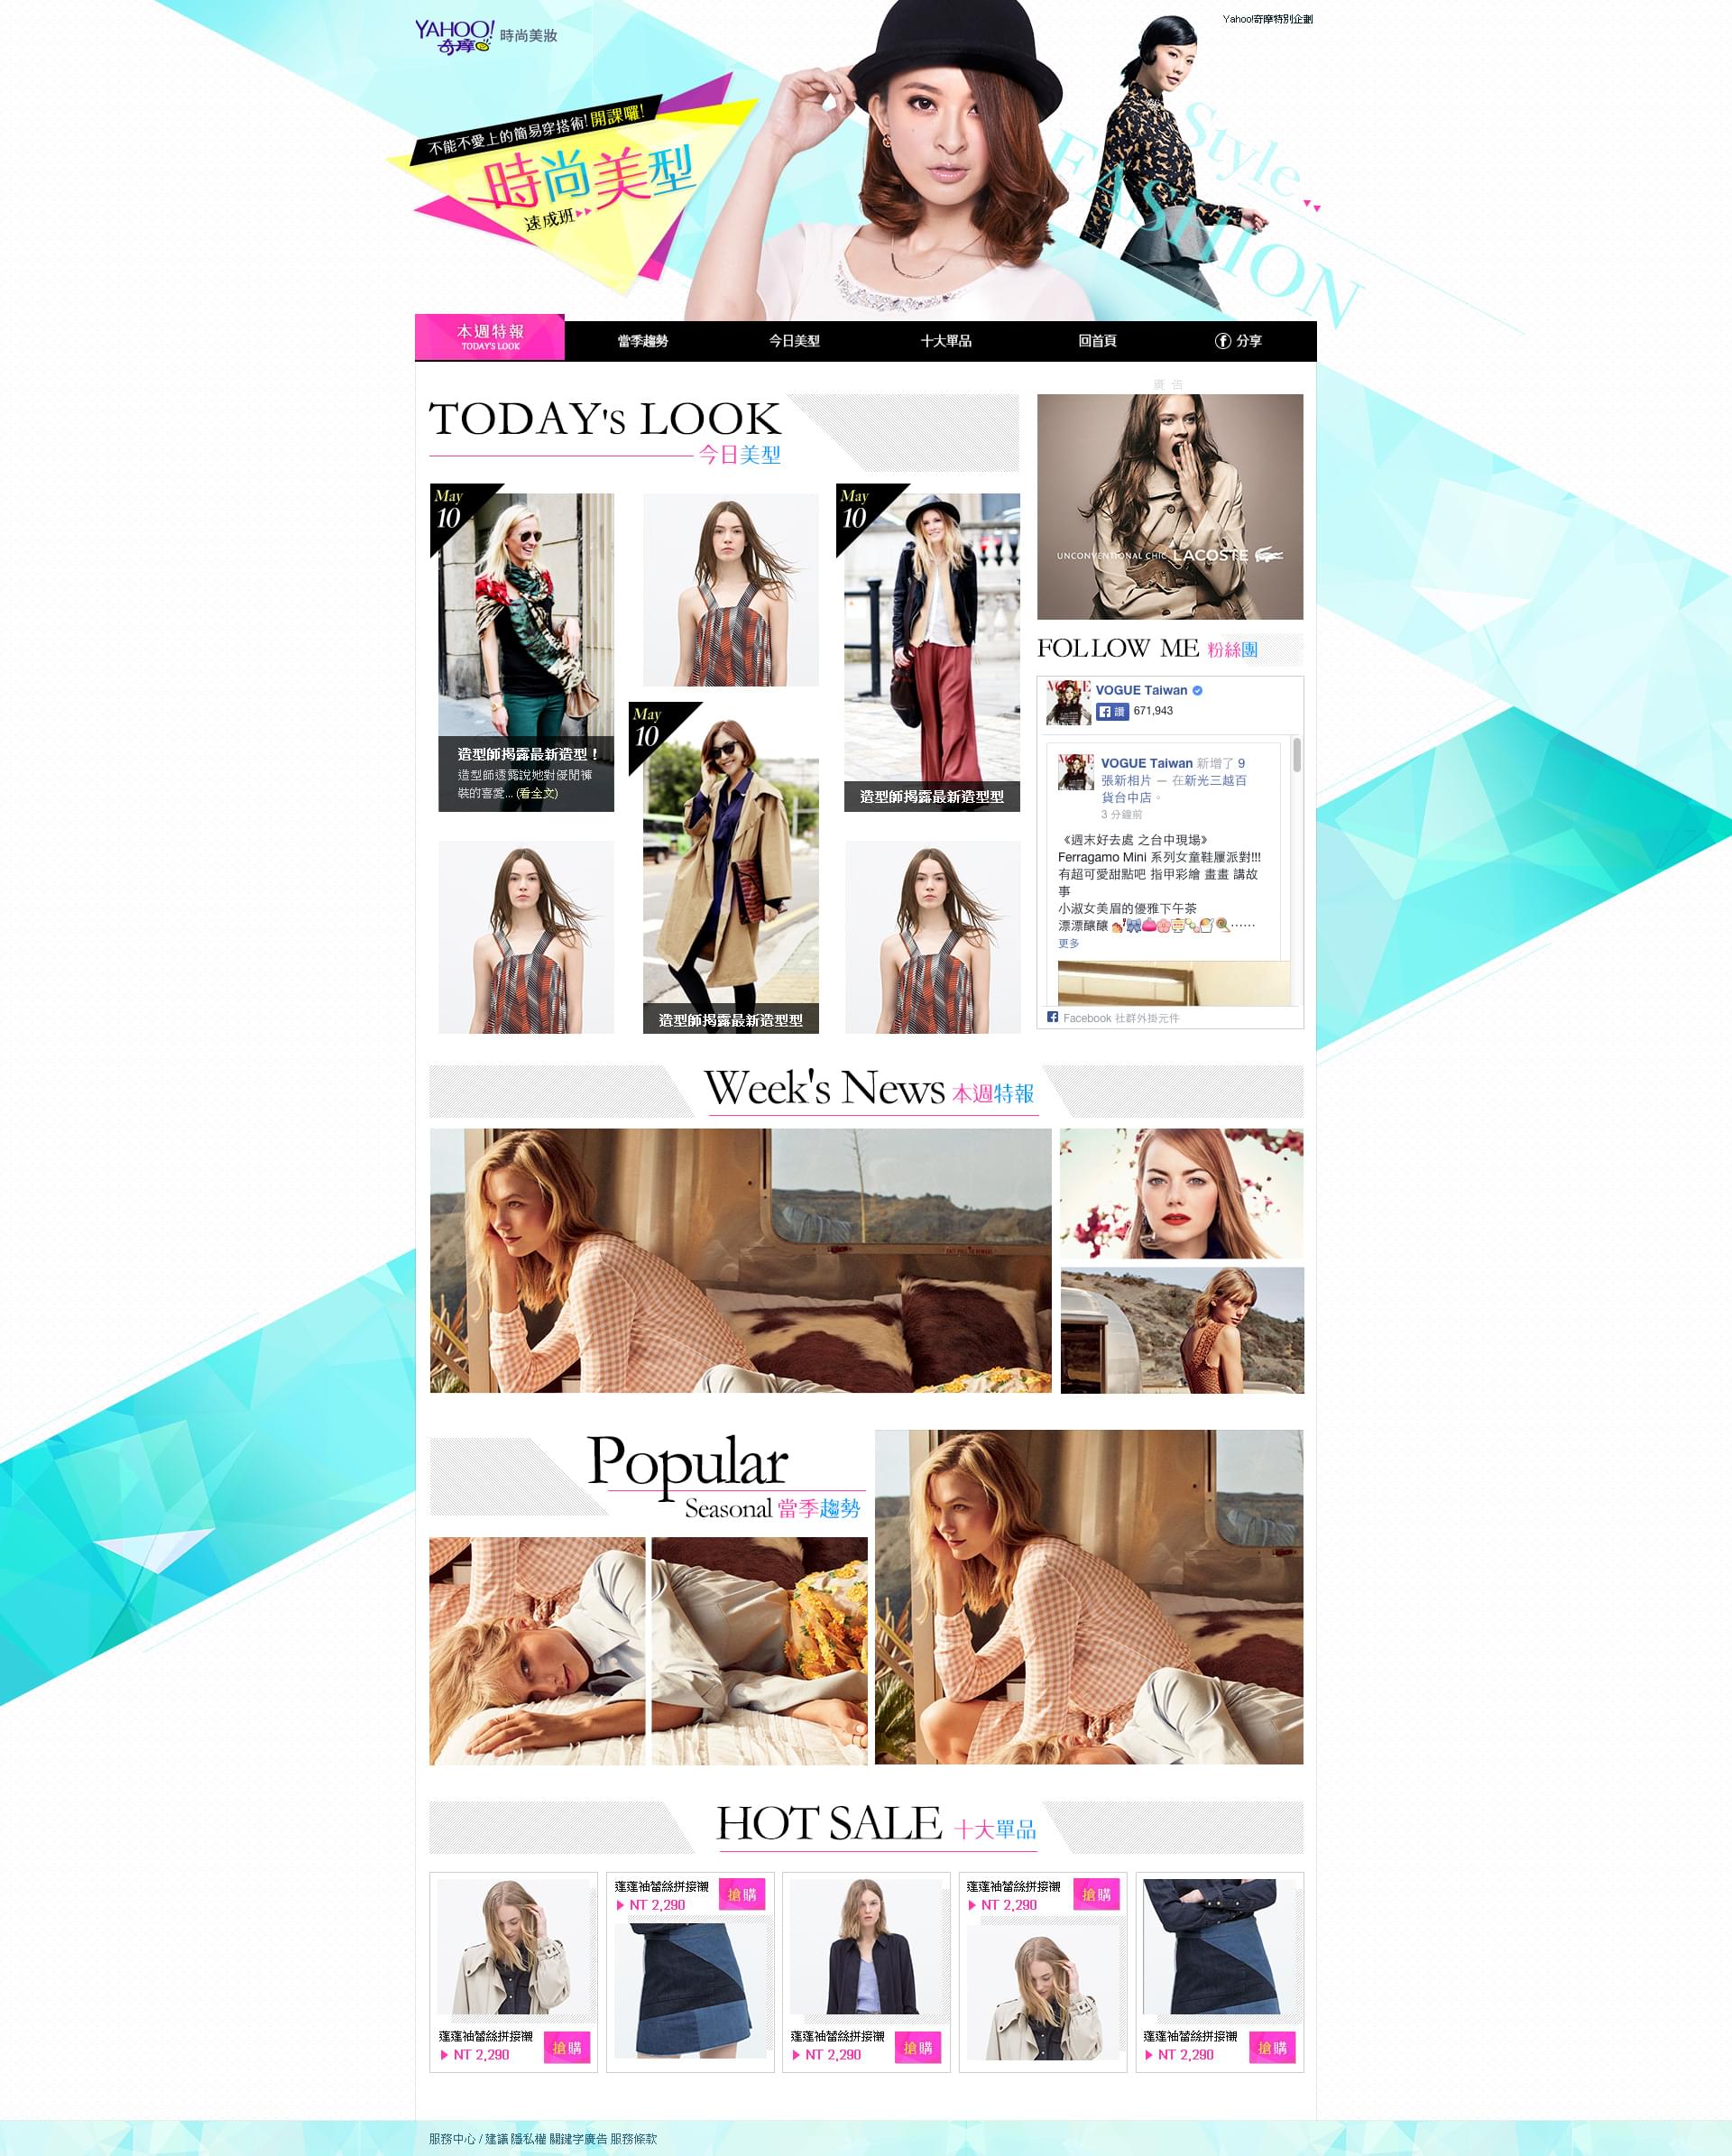 YAHOO!
奇摩 時尚美妝
Yahoo!奇摩特別企劃
不能不愛上的簡易穿搭術! 開課囉!
時尚美型
速成班
Style
FASHION
本週特報
TODAY'S LOOK
當季趨勢
今日美型
十大單品
回首頁
分享
TODAY's LOOK
今日美型
May
10
造型師揭露最新造型！
造型師透露說她對優閒褲
裝的喜愛... (看全文)
May
10
造型師揭露最新造型型
May
10
造型師揭露最新造型型
廣 告
UNCONVENTIONAL CHIC LACOSTE
FOLLOW ME 粉絲團
VOGUE Taiwan
讚 671,943
VOGUE Taiwan 新增了 9
張新相片 — 在新光三越百
貨台中店。
3 分鐘前
《週末好去處 之台中現場》
Ferragamo Mini 系列女童鞋屨派對!!!
有超可愛甜點吧 指甲彩繪 畫畫 講故
事
小淑女美眉的優雅下午茶
漂漂釀釀 ⋯⋯
更多
Facebook 社群外掛元件
Week's News 本週特報
Popular
Seasonal 當季趨勢
HOT SALE 十大單品
蓬蓬袖蕾絲拼接襯
NT 2,290
搶購
蓬蓬袖蕾絲拼接襯
NT 2,290
搶購
蓬蓬袖蕾絲拼接襯
NT 2,290
搶購
蓬蓬袖蕾絲拼接襯
NT 2,290
搶購
蓬蓬袖蕾絲拼接襯
NT 2,290
搶購
服務中心 / 建議 隱私權 關鍵字廣告 服務條款